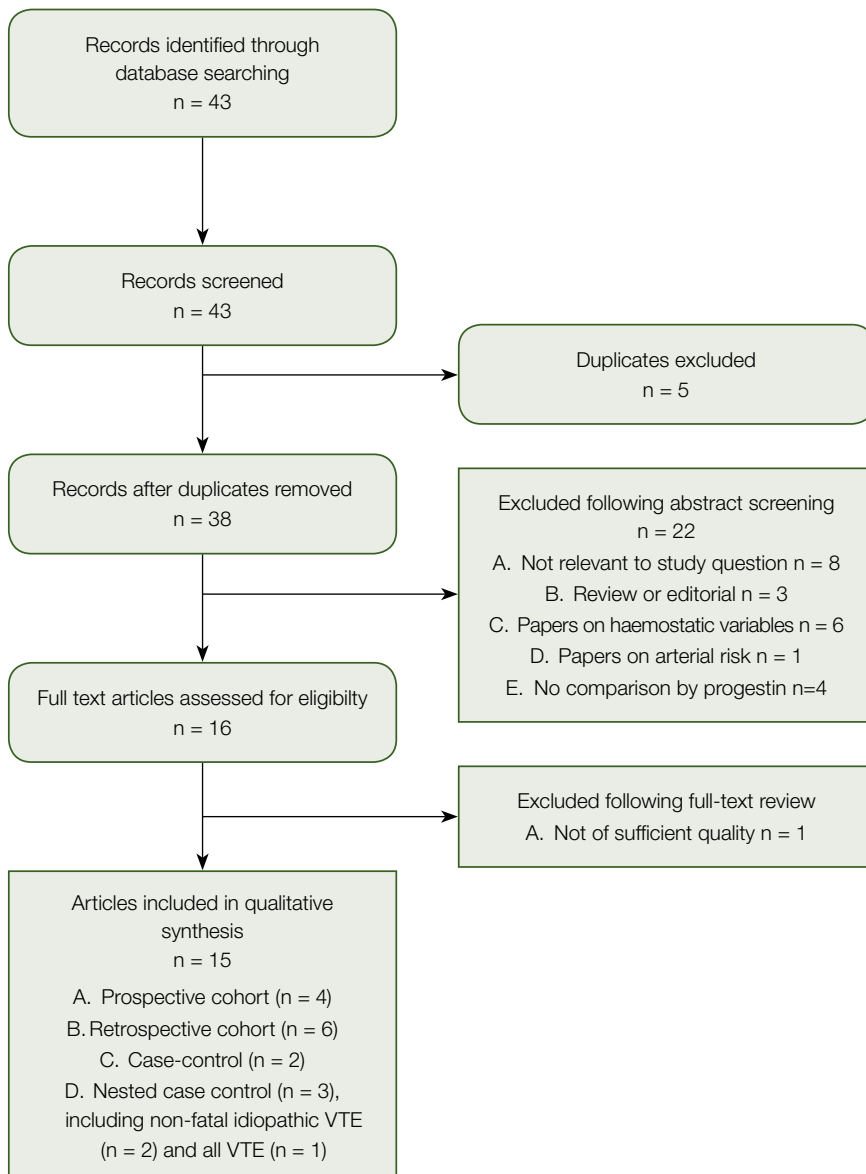 Records identified through
database searching
n = 43
Records screened
n = 43
Duplicates excluded
n = 5
Records after duplicates removed
n = 38
Excluded following abstract screening
n = 22
A. Not relevant to study question n = 8
B. Review or editorial n = 3
C. Papers on haemostatic variables n = 6
D. Papers on arterial risk n = 1
E. No comparison by progestin n=4
Full text articles assessed for eligibilty
n = 16
Excluded following full-text review
A. Not of sufficient quality n = 1
Articles included in qualitative
synthesis
n = 15
A. Prospective cohort (n = 4)
B. Retrospective cohort (n = 6)
C. Case-control (n = 2)
D. Nested case control (n = 3),
including non-fatal idiopathic VTE
(n = 2) and all VTE (n = 1)